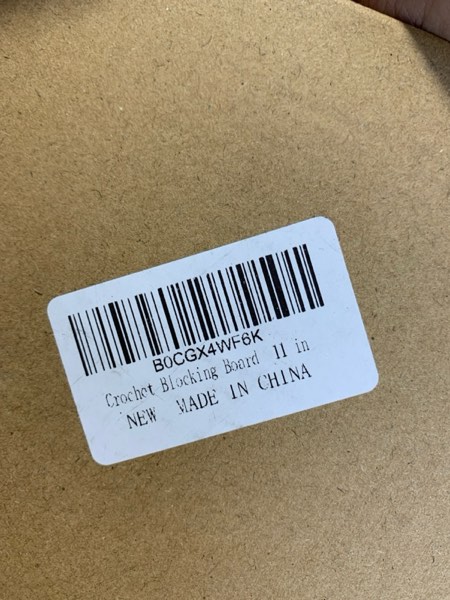 B0CGX4WF6K
Crochet Blocking Board 11 in
NEW MADE IN CHINA